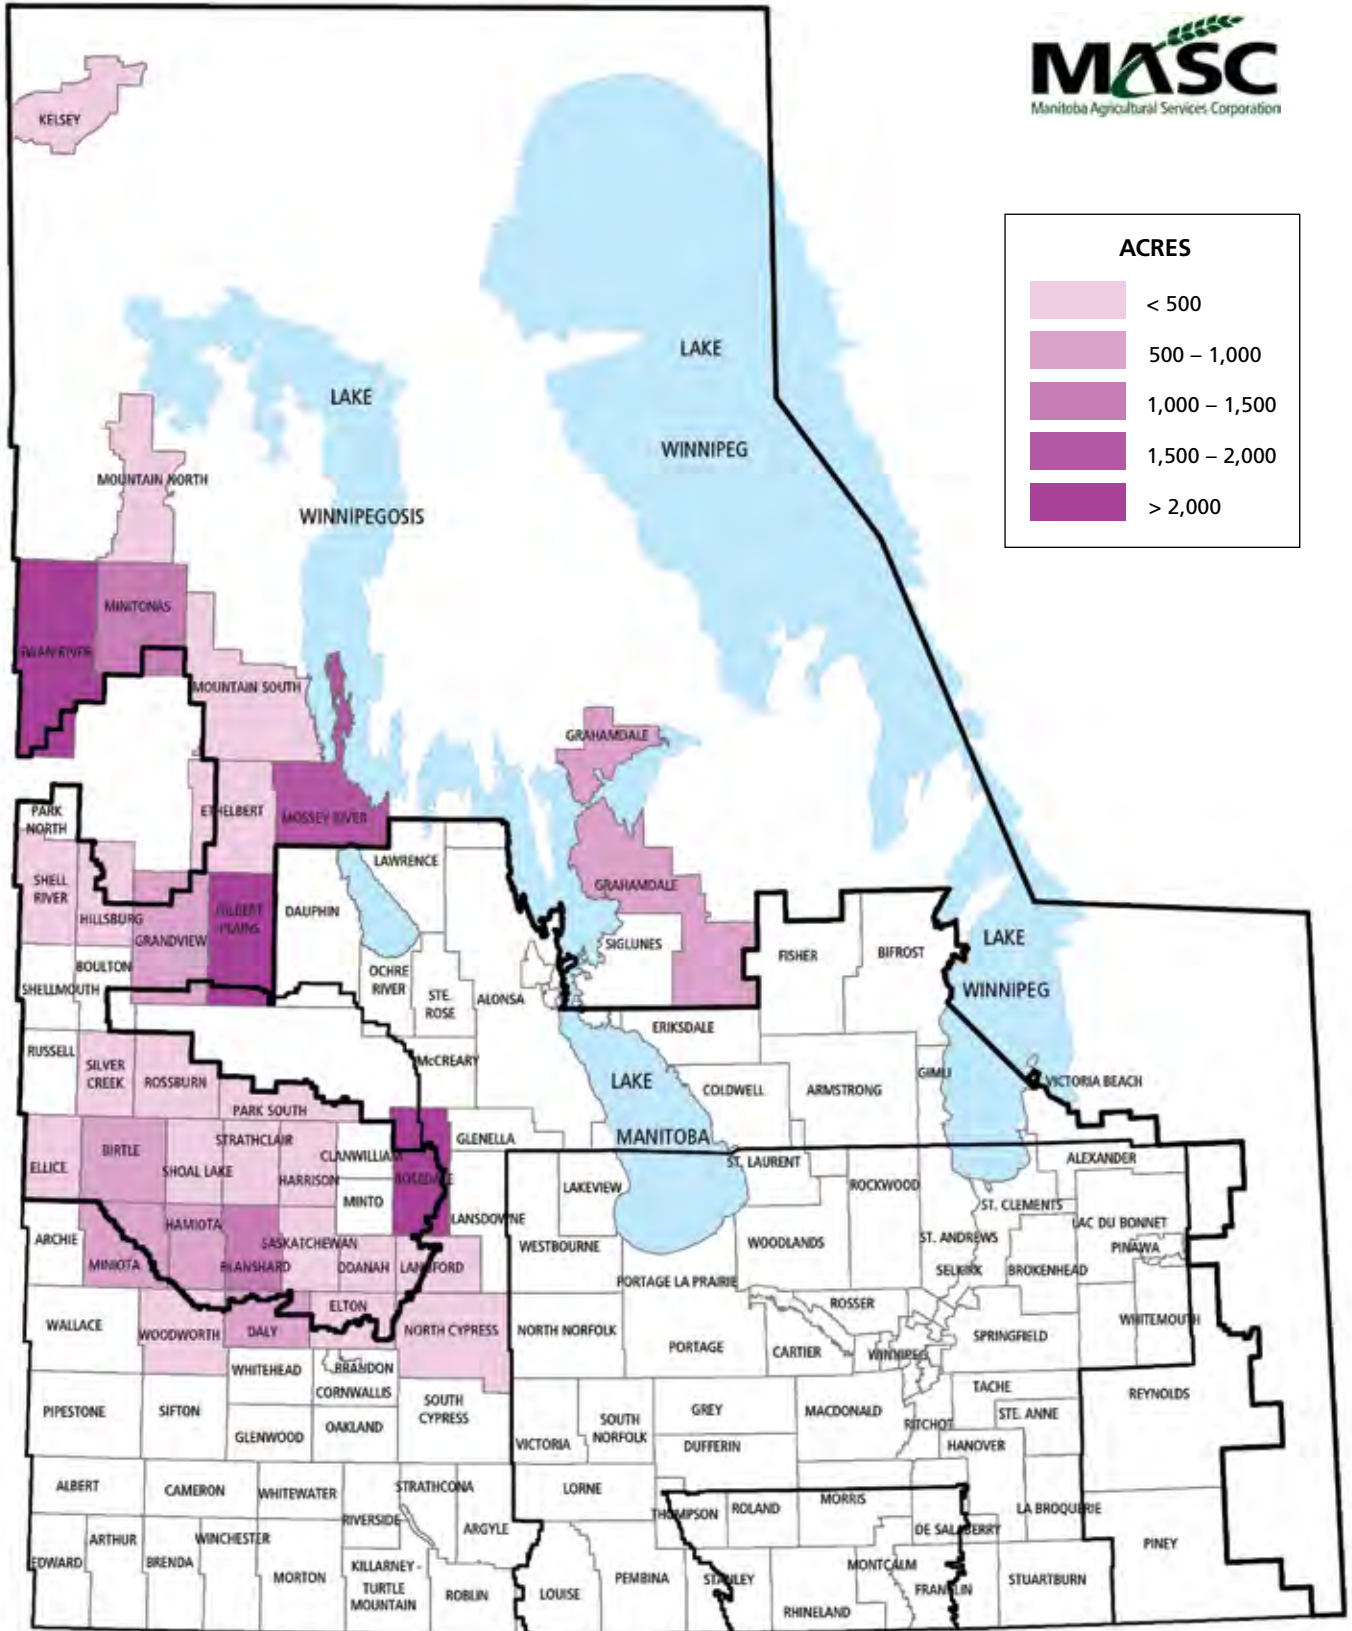 MASC
Manitoba Agricultural Services Corporation
ACRES
< 500
500 – 1,000
1,000 – 1,500
1,500 – 2,000
> 2,000
KELSEY
LAKE
WINNIPEG
LAKE
WINNIPEGOSIS
MOUNTAIN NORTH
MINITONAS
SWAN RIVER
MOUNTAIN SOUTH
GRAHAMDALE
ETHELBERT
MOSSEY RIVER
PARK
NORTH
LAWRENCE
SHELL
RIVER
HILLSBURG
GRANDVIEW
GILBERT
PLAINS
DAUPHIN
GRAHAMDALE
SIGLUNES
FISHER
BIFROST
LAKE
WINNIPEG
BOULTON
SHELLMOUTH
OCHRE
RIVER
STE.
ROSE
ALONSA
ERIKSDALE
RUSSELL
SILVER
CREEK
ROSSBURN
McCREARY
LAKE
MANITOBA
COLDWELL
ARMSTRONG
GIMLI
VICTORIA BEACH
PARK SOUTH
STRATHCLAIR
GLENELLA
ELLICE
BIRTLE
SHOAL LAKE
HARRISON
CLANWILLIAM
ROSEDALE
MINTO
LAKEVIEW
ST. LAURENT
ROCKWOOD
ALEXANDER
ST. CLEMENTS
LAC DU BONNET
PINAWA
ARCHIE
MINIOTA
HAMIOTA
BLANSHARD
SASKATCHEWAN
ODANAH
LANGFORD
LANSDOWNE
WESTBOURNE
WOODLANDS
ST. ANDREWS
SELKIRK
BROKENHEAD
PORTAGE LA PRAIRIE
WALLACE
WOODWORTH
DALY
ELTON
NORTH CYPRESS
NORTH NORFOLK
PORTAGE
ROSSER
CARTIER
WINNIPEG
SPRINGFIELD
WHITEMOUTH
WHITEHEAD
BRANDON
CORNWALLIS
PIPESTONE
SIFTON
GLENWOOD
OAKLAND
SOUTH
CYPRESS
VICTORIA
SOUTH
NORFOLK
GREY
DUFFERIN
MACDONALD
RITCHOT
TACHE
STE. ANNE
HANOVER
REYNOLDS
ALBERT
CAMERON
WHITEWATER
STRATHCONA
RIVERSIDE
ARGYLE
LORNE
THOMPSON
ROLAND
MORRIS
DE SALABERRY
LA BROQUERIE
EDWARD
ARTHUR
BRENDA
WINCHESTER
MORTON
KILLARNEY -
TURTLE
MOUNTAIN
ROBLIN
LOUISE
PEMBINA
STANLEY
RHINELAND
MONTCALM
FRANKLIN
STUARTBURN
PINEY